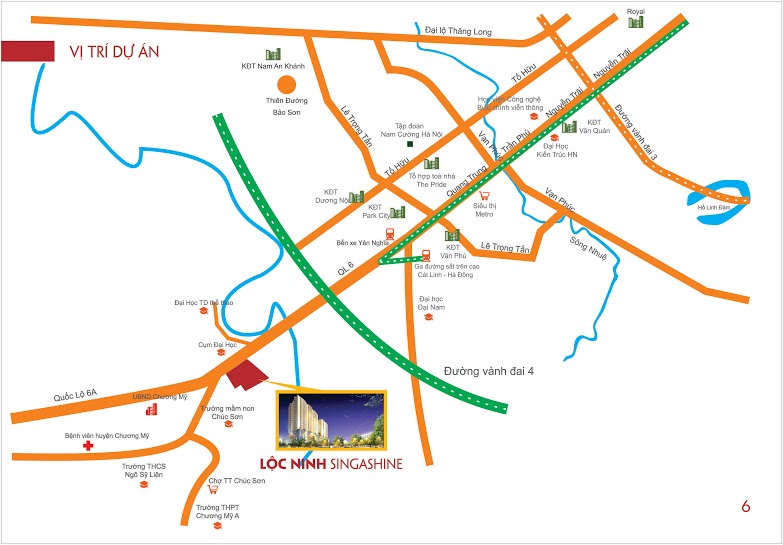 VỊ TRÍ DỰ ÁN
Royal
Đại lộ Thăng Long
KĐT Nam An Khánh
Thiên Đường
Bảo Sơn
Lê Trọng Tấn
Tố Hữu
Nguyễn Trãi
Học viện Công nghệ
Bưu chính viễn thông
Nguyễn Trãi
KĐT
Văn Quán
Đường vành đai 3
Tập đoàn
Nam Cường Hà Nội
Vạn Phúc
Trần Phú
Đại Học
Kiến Trúc HN
Tố Hữu
Tổ hợp toà nhà
The Pride
Quang Trung
KĐT
Dương Nội
KĐT
Park City
Siêu thị
Metro
Vạn Phúc
Hồ Linh Đàm
Bến xe Yên Nghĩa
KĐT
Văn Phú
Lê Trọng Tấn
Sông Nhuệ
QL 6
Ga đường sắt trên cao
Cát Linh - Hà Đông
Đại Học TD thể thao
Đại học
Đại Nam
Cụm Đại Học
Đường vành đai 4
Quốc Lộ 6A
UBND Chương Mỹ
Trường mầm non
Chúc Sơn
Bệnh viện huyện Chương Mỹ
LỘC NINH SINGASHINE
Trường THCS
Ngô Sỹ Liên
Chợ TT Chúc Sơn
Trường THPT
Chương Mỹ A
6